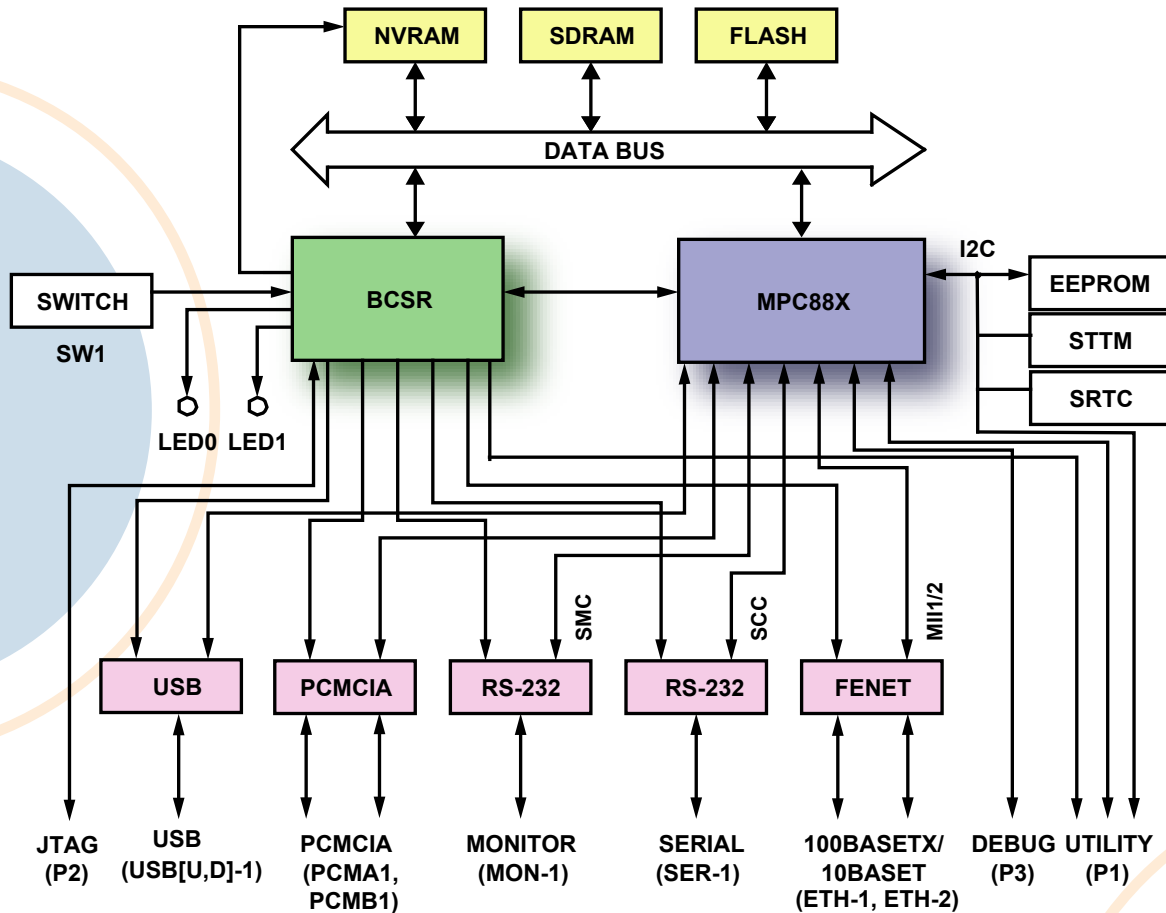 NVRAM
SDRAM
FLASH
DATA BUS
I2C
SWITCH
SW1
BCSR
MPC88X
EEPROM
STTM
SRTC
LED0
LED1
SMC
SCC
MII1/2
USB
PCMCIA
RS-232
RS-232
FENET
JTAG
(P2)
USB
(USB[U,D]-1)
PCMCIA
(PCMA1,
PCMB1)
MONITOR
(MON-1)
SERIAL
(SER-1)
100BASETX/
10BASET
(ETH-1, ETH-2)
DEBUG
(P3)
UTILITY
(P1)